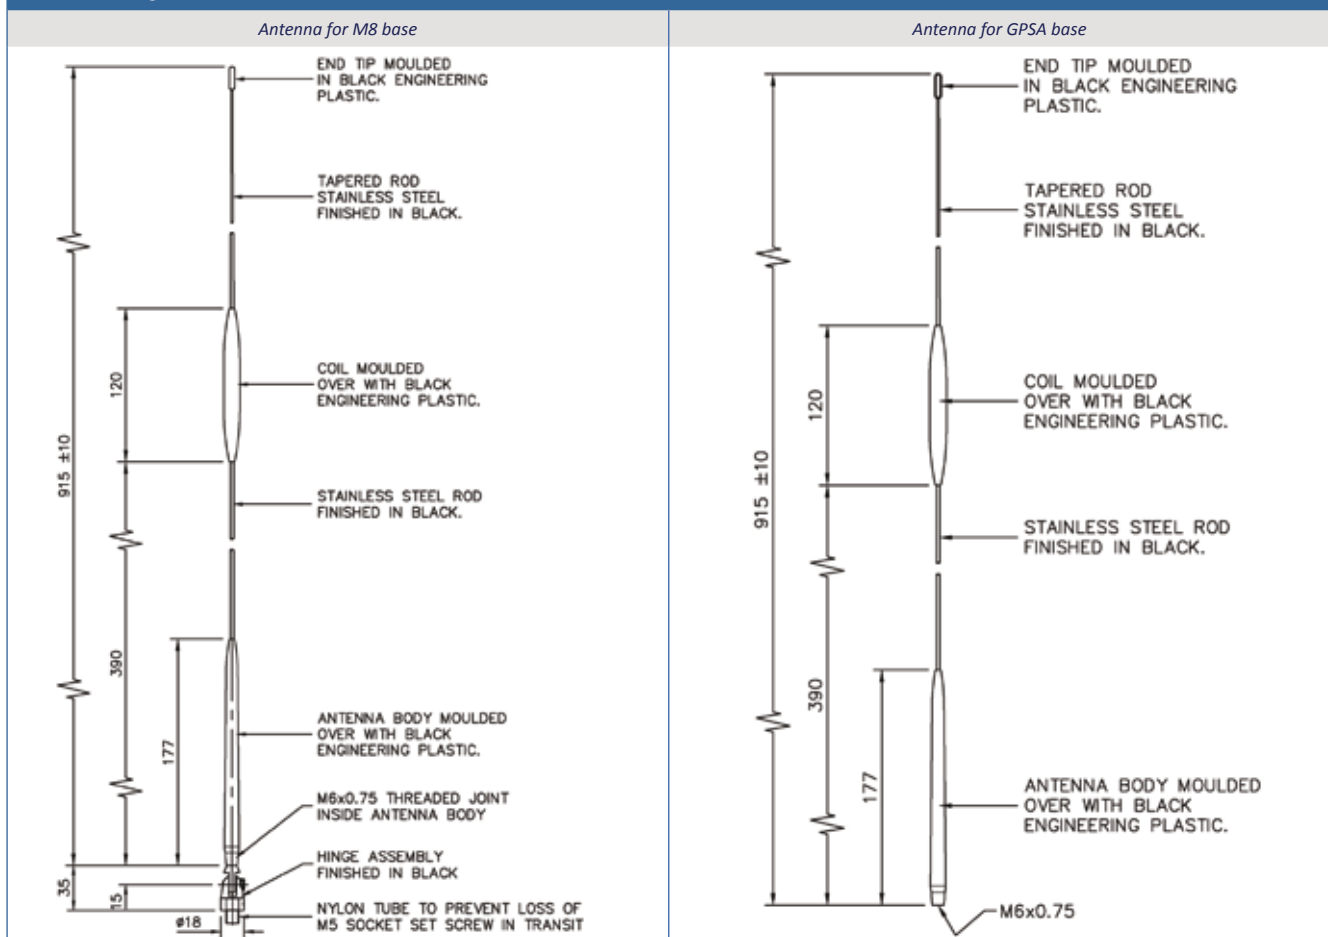 Antenna for M8 base
END TIP MOULDED
IN BLACK ENGINEERING
PLASTIC.
TAPERED ROD
STAINLESS STEEL
FINISHED IN BLACK.
120
COIL MOULDED
OVER WITH BLACK
ENGINEERING PLASTIC.
915 ±10
STAINLESS STEEL ROD
FINISHED IN BLACK.
390
177
ANTENNA BODY MOULDED
OVER WITH BLACK
ENGINEERING PLASTIC.
M6x0.75 THREADED JOINT
INSIDE ANTENNA BODY
HINGE ASSEMBLY
FINISHED IN BLACK
35
15
NYLON TUBE TO PREVENT LOSS OF
M5 SOCKET SET SCREW IN TRANSIT
ø18
Antenna for GPSA base
END TIP MOULDED
IN BLACK ENGINEERING
PLASTIC.
TAPERED ROD
STAINLESS STEEL
FINISHED IN BLACK.
120
COIL MOULDED
OVER WITH BLACK
ENGINEERING PLASTIC.
915 ±10
STAINLESS STEEL ROD
FINISHED IN BLACK.
390
177
ANTENNA BODY MOULDED
OVER WITH BLACK
ENGINEERING PLASTIC.
M6x0.75